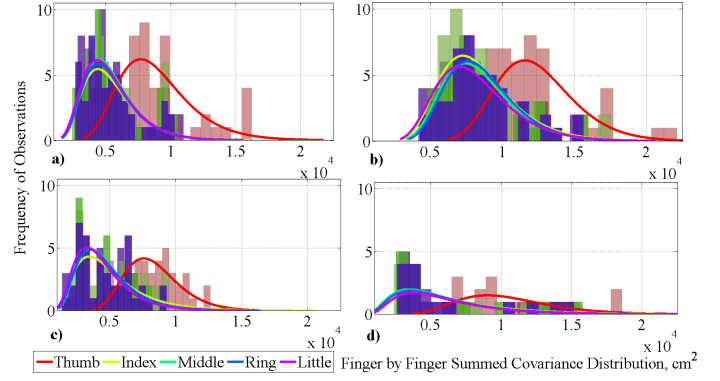 Frequency of Observations
10
5
0
0.5
1
1.5
2
x 10
4
a)
10
5
0
0.5
1
1.5
2
x 10
4
b)
10
5
0
0.5
1
1.5
2
x 10
4
c)
10
5
0
0.5
1
1.5
2
x 10
4
d)
Thumb Index Middle Ring Little
Finger by Finger Summed Covariance Distribution, cm2